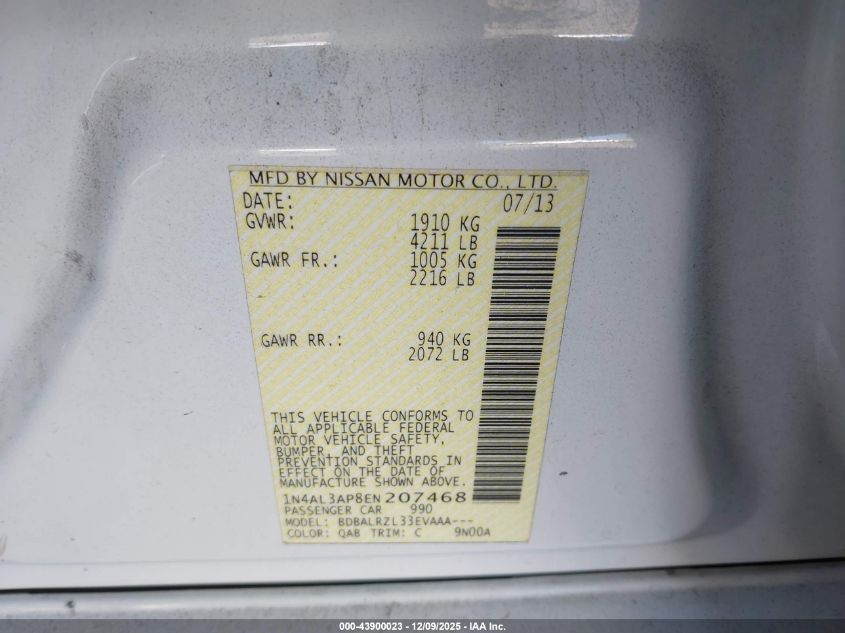 MFD BY NISSAN MOTOR CO., LTD.
DATE: 07/13
GVWR: 1910 KG
4211 LB
GAWR FR.: 1005 KG
2216 LB
GAWR RR.: 940 KG
2072 LB
THIS VEHICLE CONFORMS TO
ALL APPLICABLE FEDERAL
MOTOR VEHICLE SAFETY,
BUMPER, AND THEFT
PREVENTION STANDARDS IN
EFFECT ON THE DATE OF
MANUFACTURE SHOWN ABOVE.
1N4AL3AP8EN207468
PASSENGER CAR 990
MODEL: BDBALRZL33EVAAA---
COLOR: QAB TRIM: C 9N00A
000-43900023 - 12/09/2025 - IAA Inc.